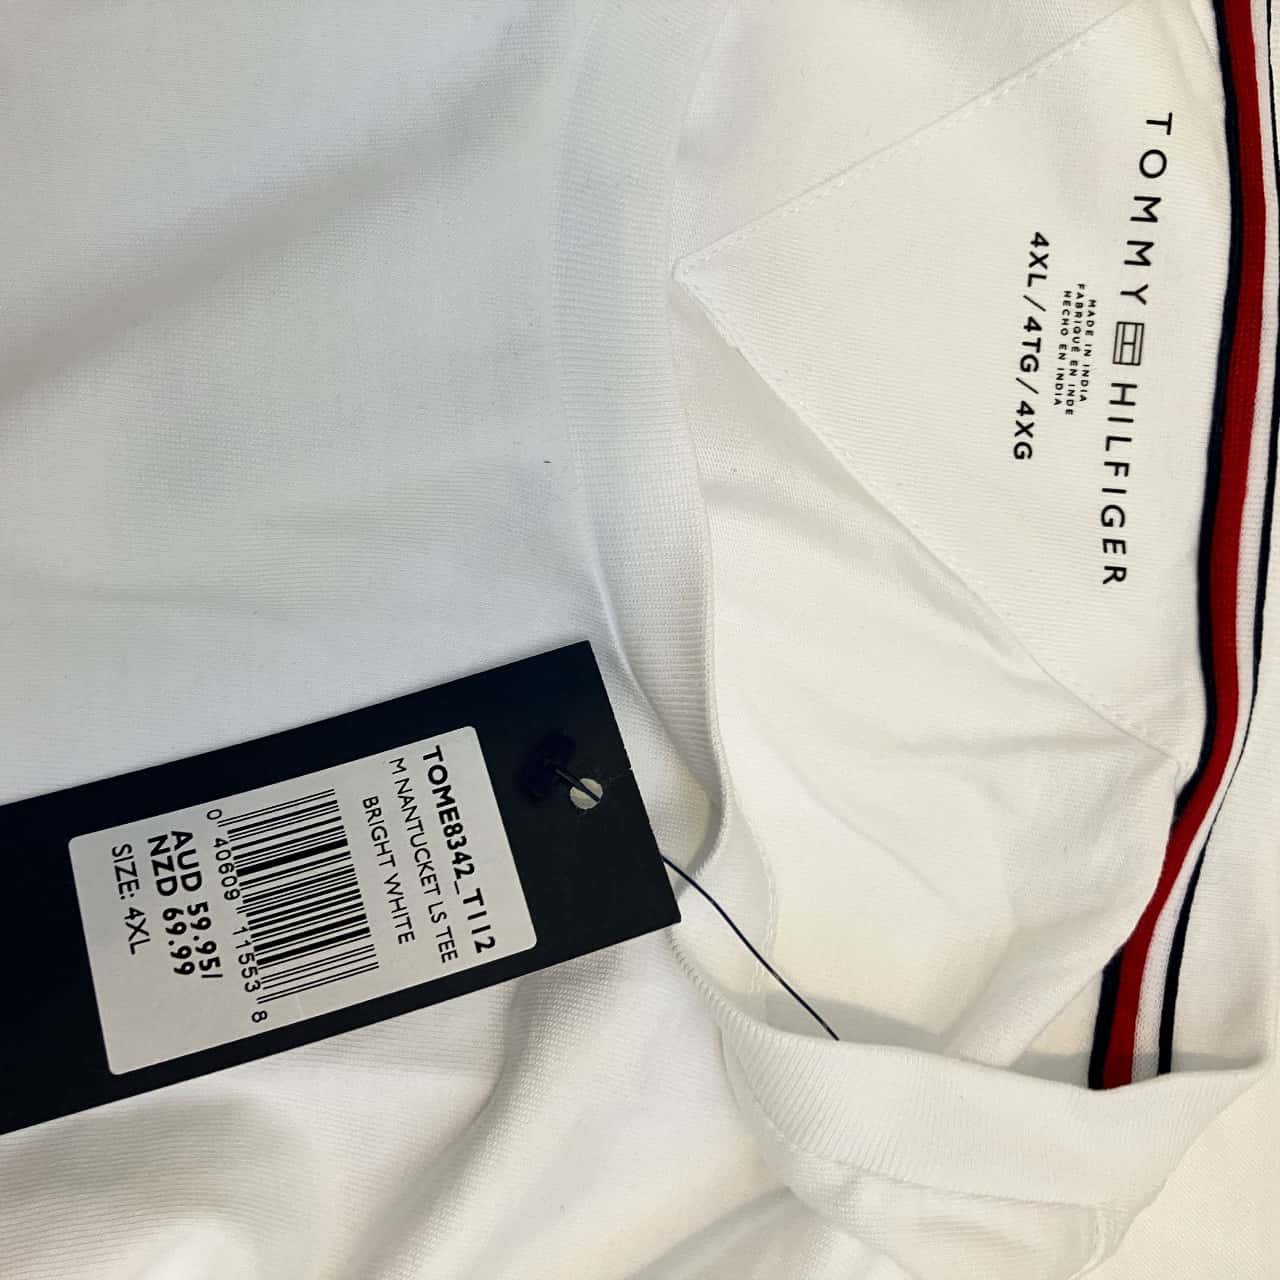 TOMMY HILFIGER
MADE IN INDIA
FABRIQUÉ EN INDE
HECHO EN INDIA
4XL / 4TG / 4XG
TOME8342_T112
M NANTUCKET LS TEE
BRIGHT WHITE
0 40609 11553 8
AUD 59.95/
NZD 69.99
SIZE: 4XL